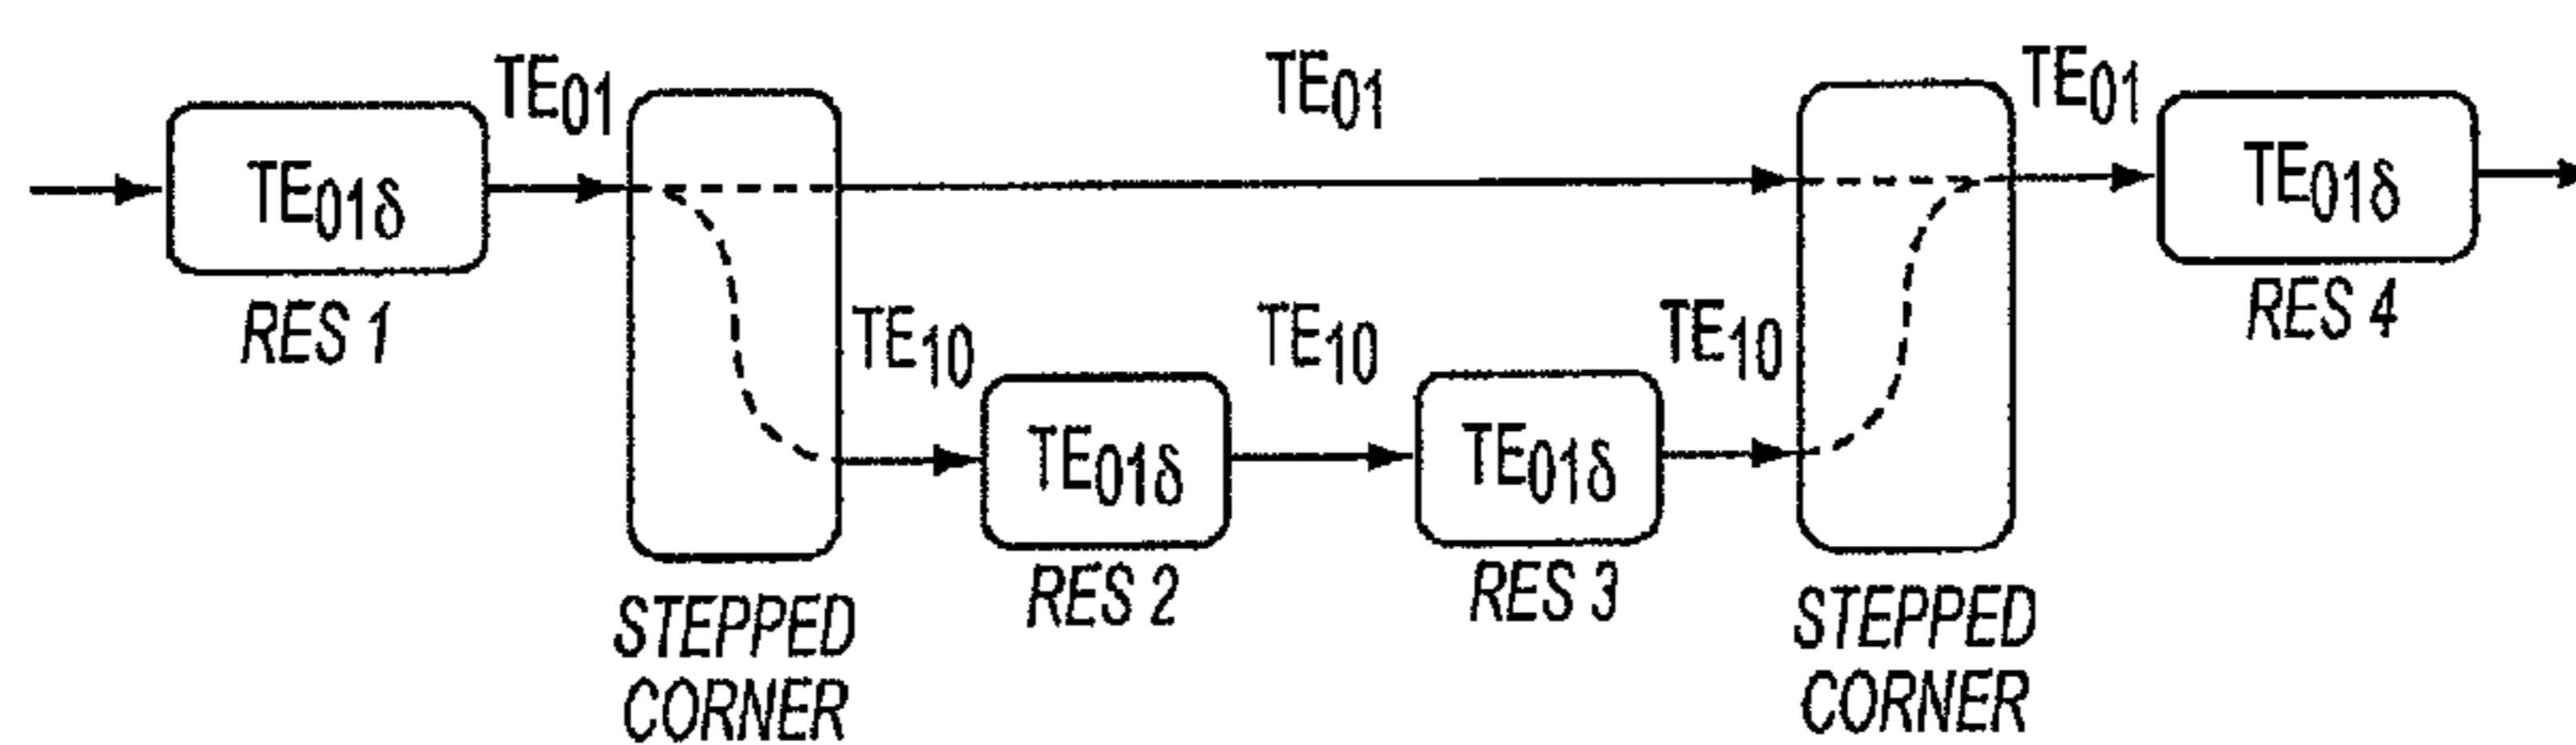 TE01 TE01 TE01
TE01δ TE01δ
RES 1 TE10 TE10 TE10 RES 4
TE01δ TE01δ
RES 2 RES 3
STEPPED STEPPED
CORNER CORNER